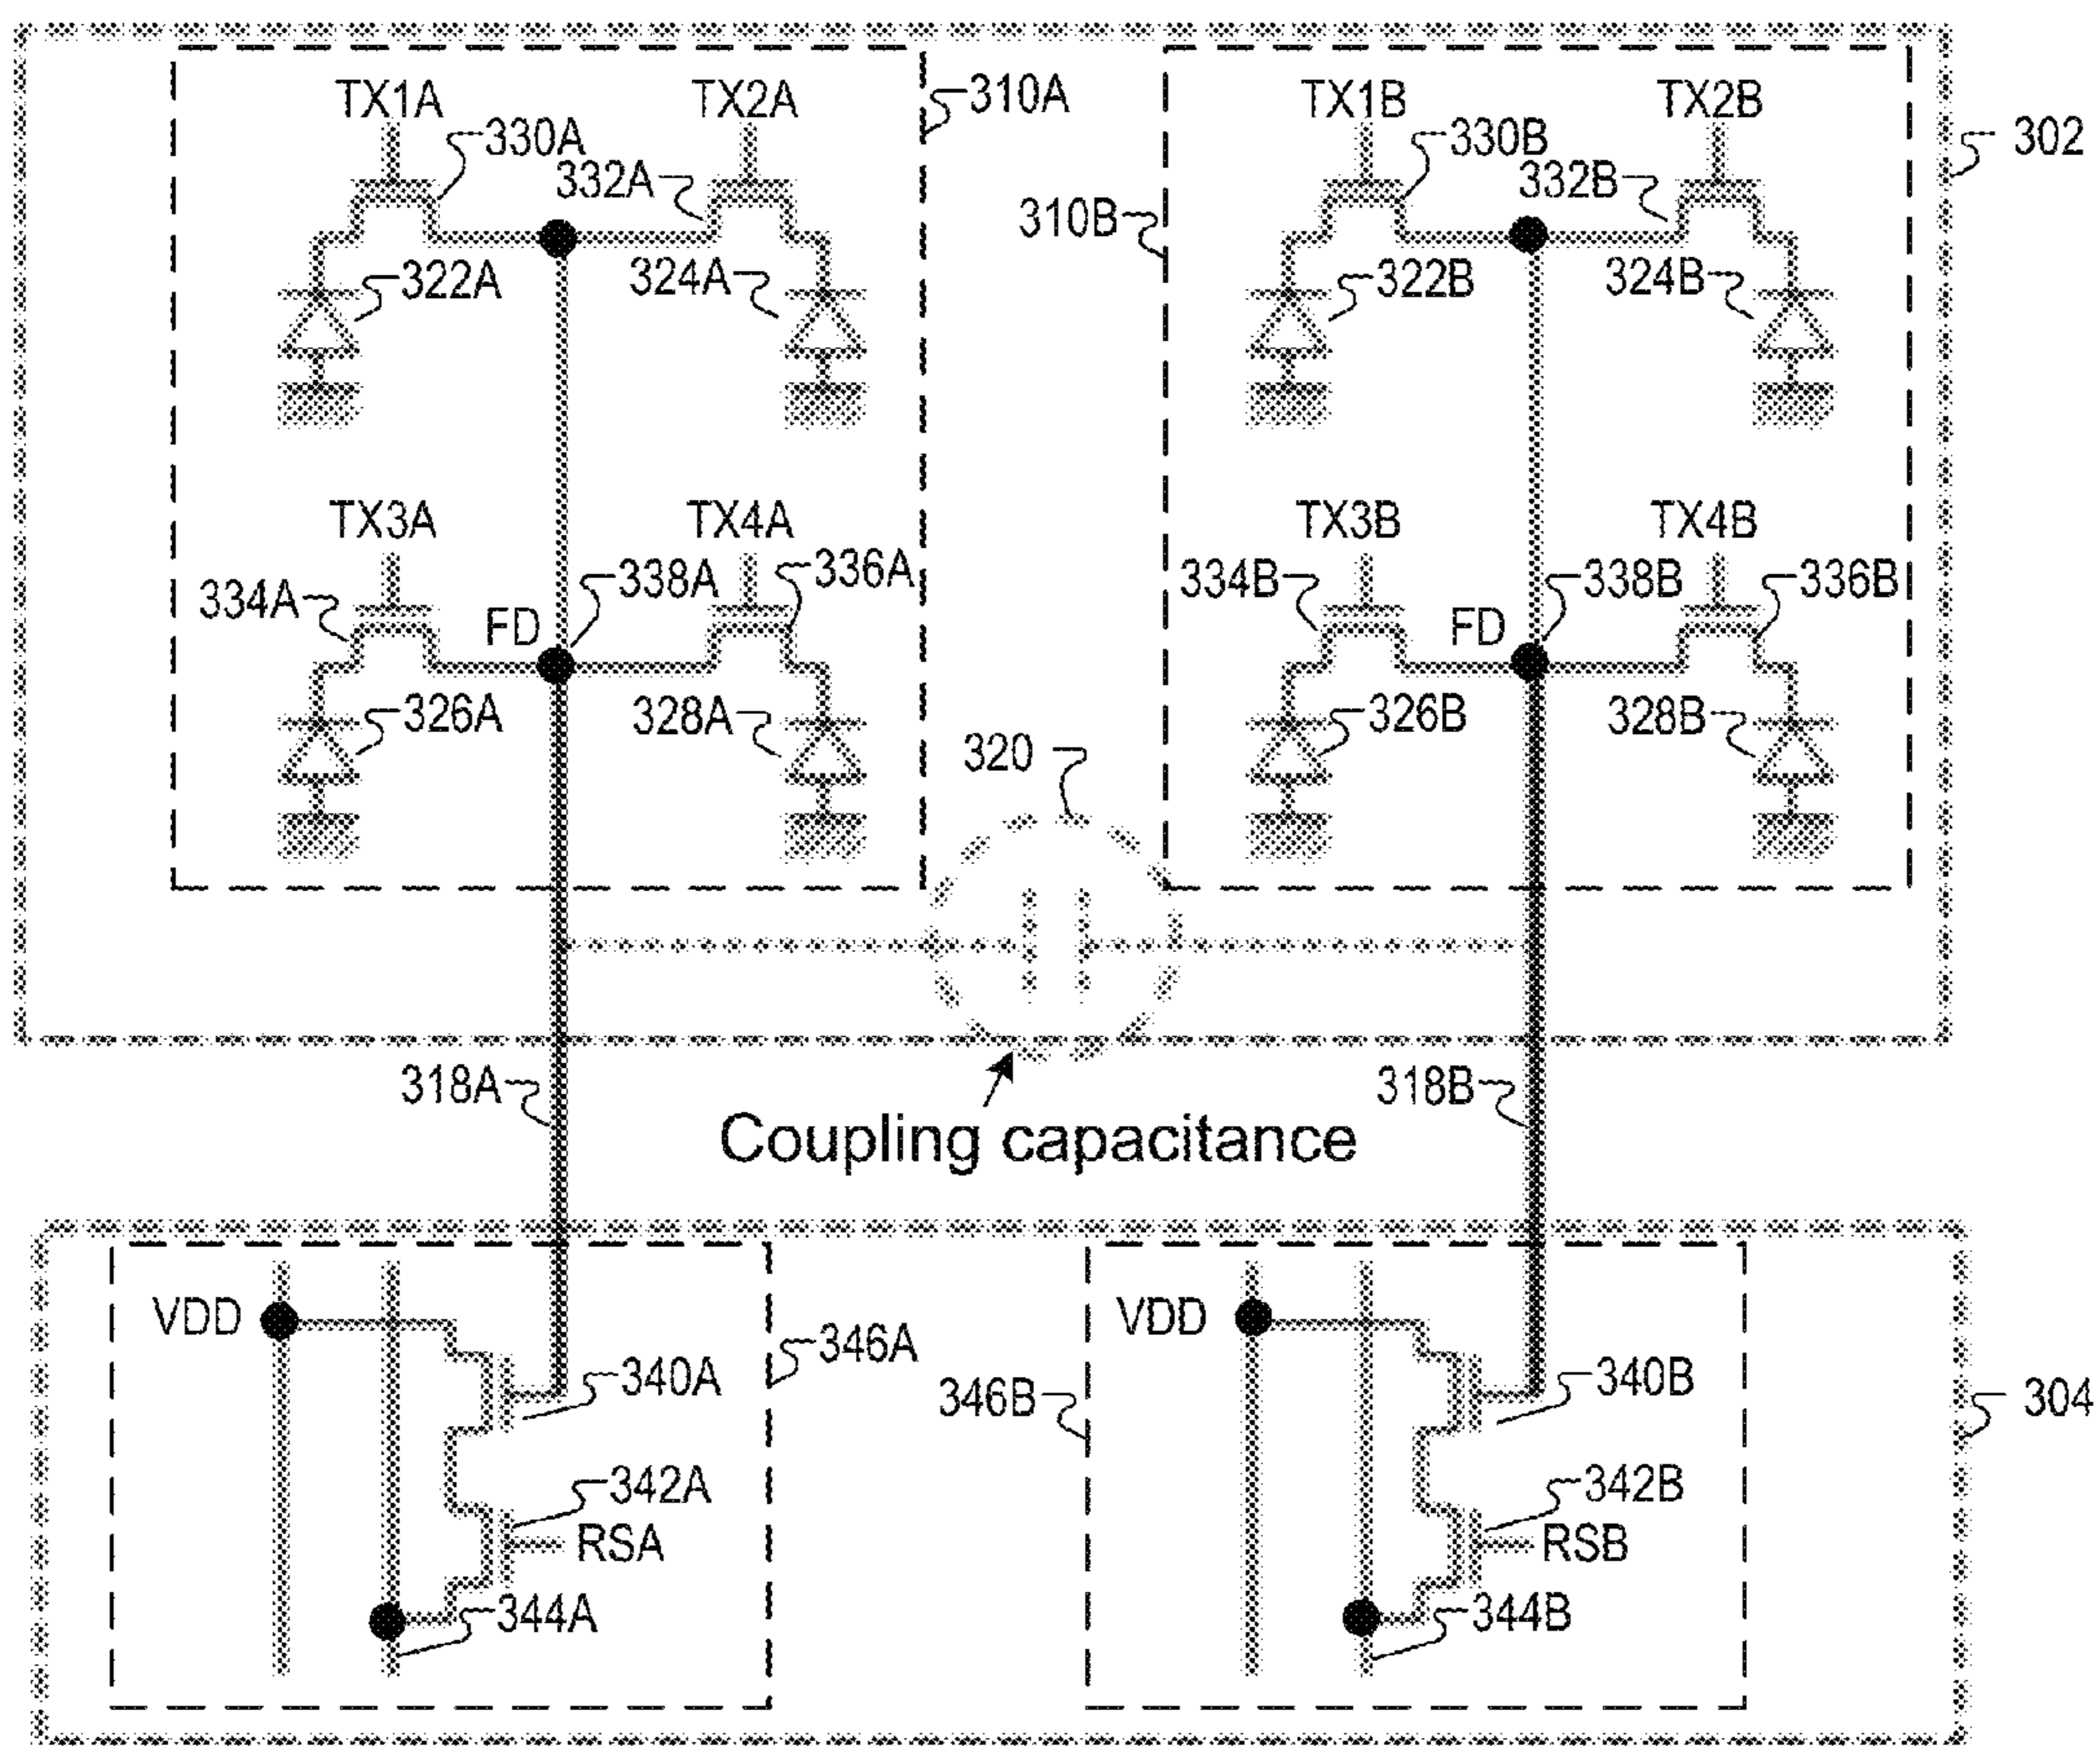 TX1A
TX2A
310A
TX1B
TX2B
302
330A
332A
330B
332B
310B
322A
324A
322B
324B
TX3A
TX4A
TX3B
TX4B
334A
338A
336A
334B
338B
336B
FD
FD
326A
328A
326B
328B
320
318A
318B
Coupling capacitance
VDD
346A
VDD
340A
346B
340B
304
342A
342B
RSA
RSB
344A
344B